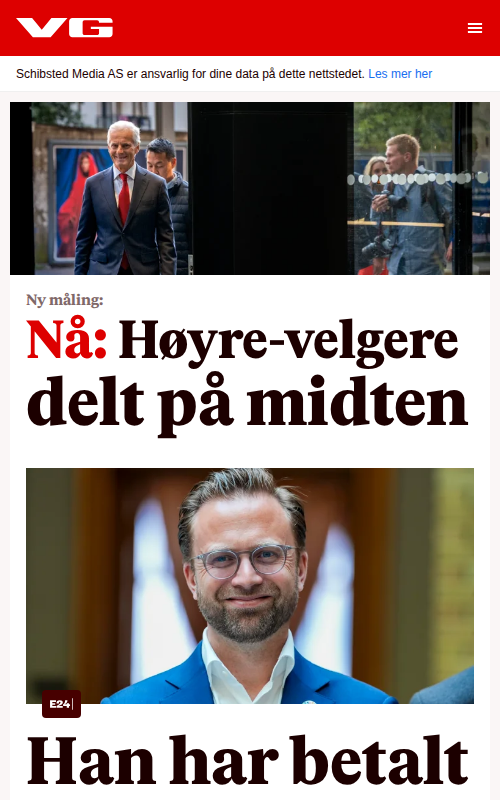 VG
Schibsted Media AS er ansvarlig for dine data på dette nettstedet. Les mer her
Ny måling:
Nå: Høyre-velgere
delt på midten
E24
Han har betalt